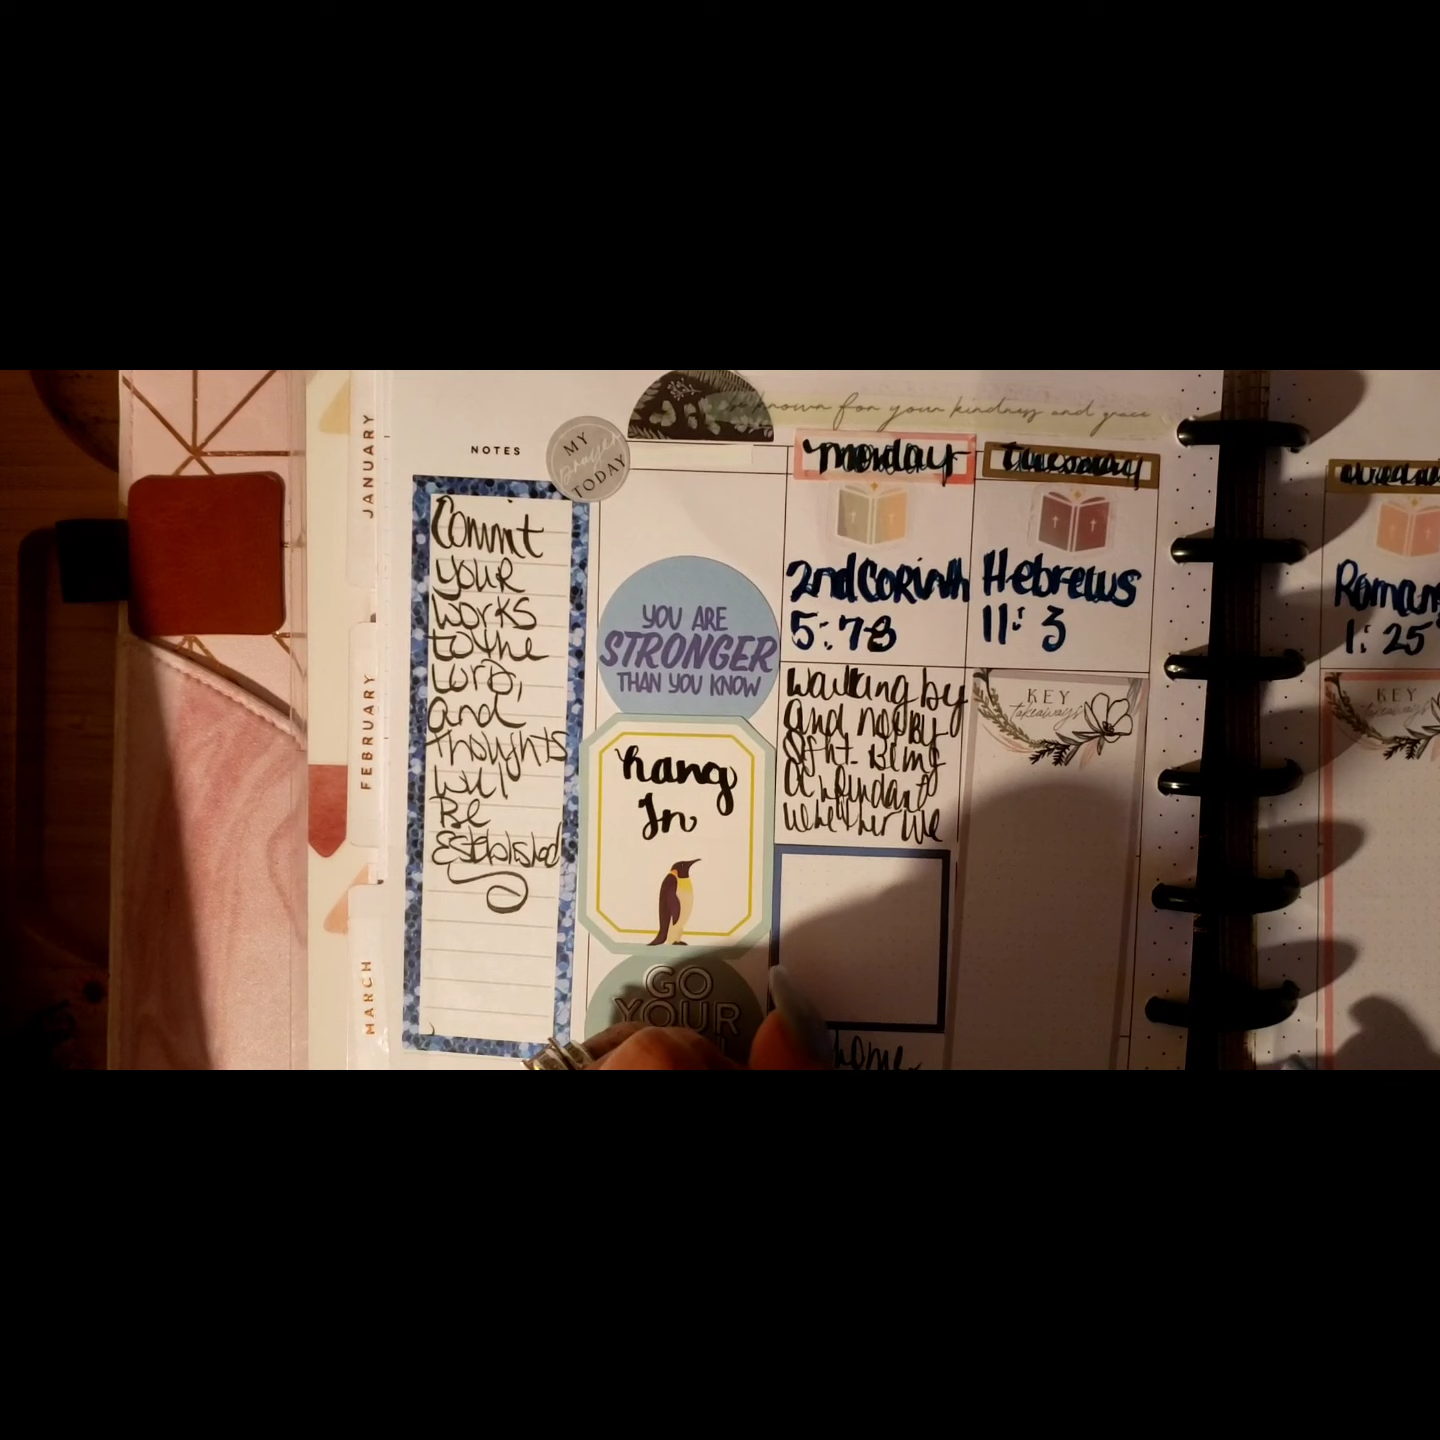 known for your kindness and grace
JANUARY
FEBRUARY
MARCH
NOTES
MY
prayer
TODAY
Commit
your
works
to the
Lord,
and
thoughts
will
Be
Established
YOU ARE
STRONGER
THAN YOU KNOW
hang
In
GO
YOUR
monday
2nd Corinth
5:7-8
Walking by
and not By
Sight. Being
whether we
home
Tuesday
Hebrews
11:3
KEY
takeaways
Roman
1:25
KEY
takeaways